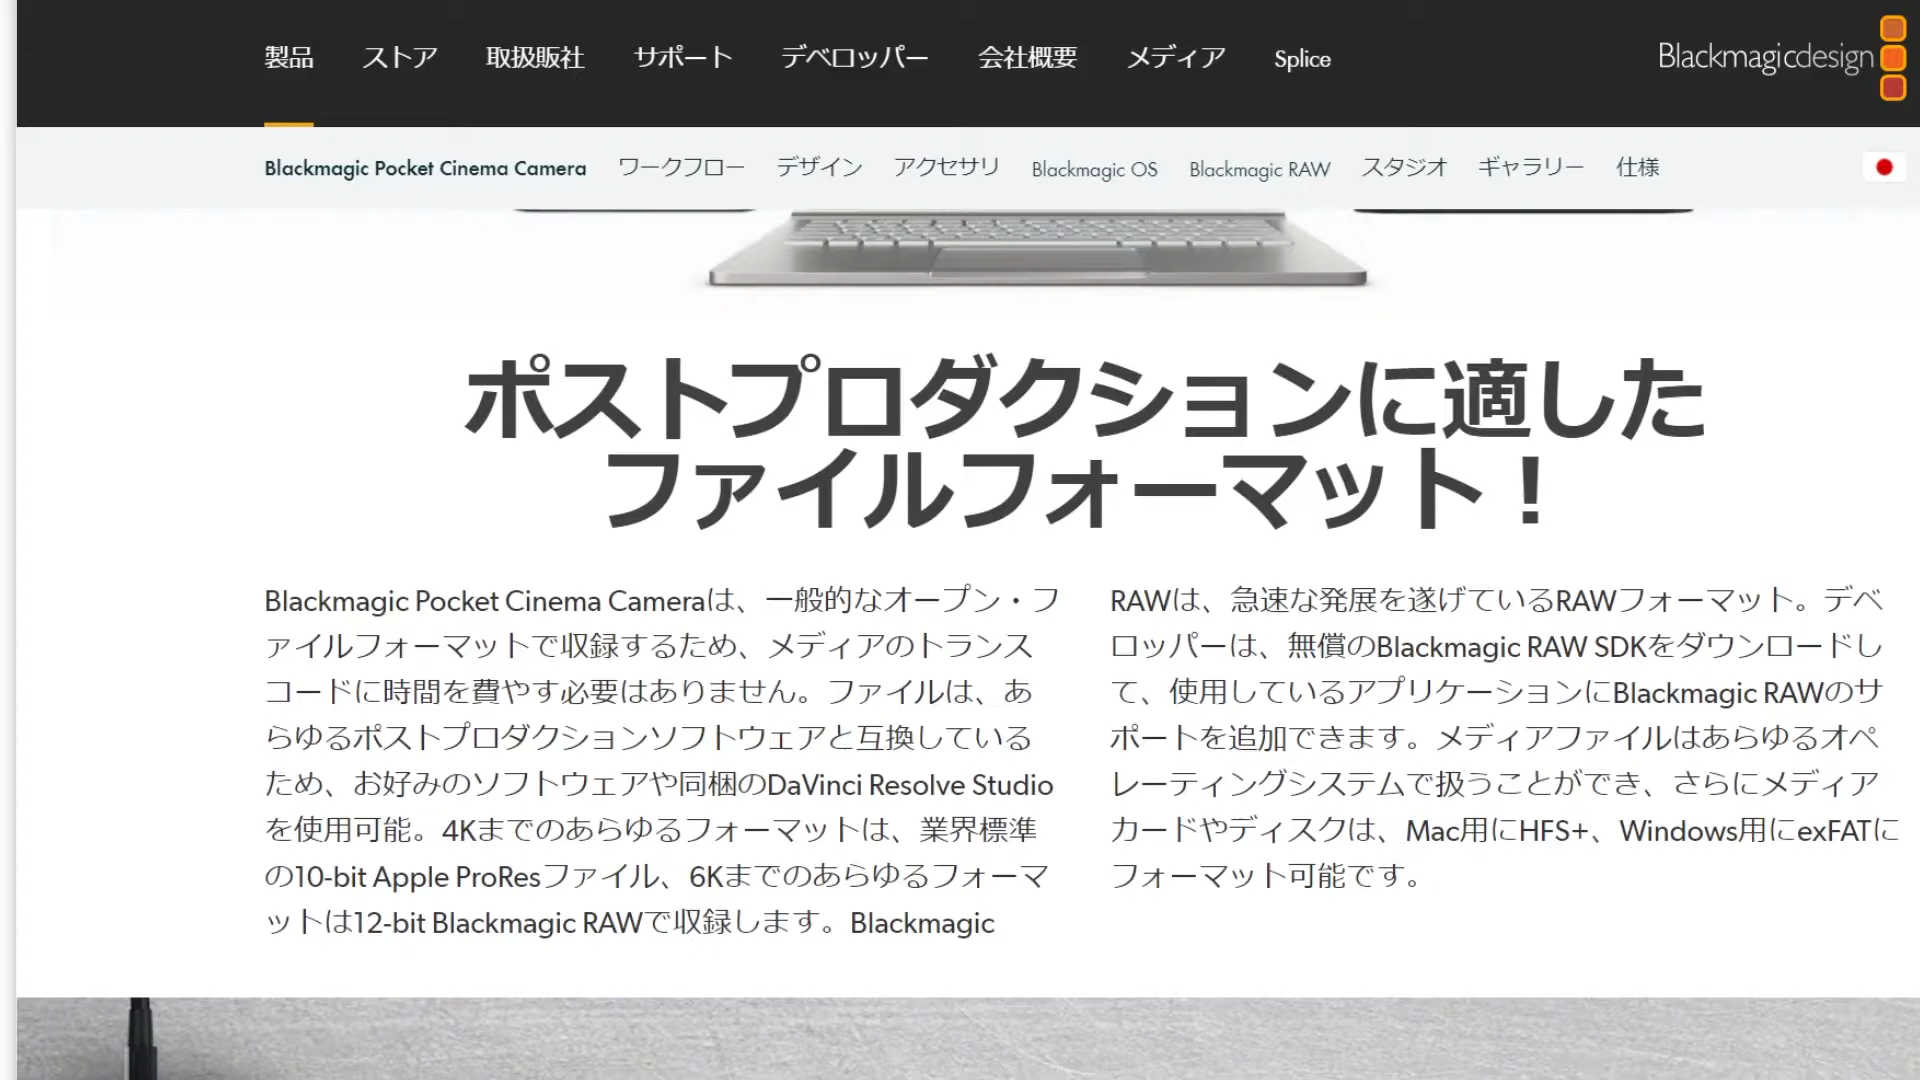 製品 ストア 取扱販社 サポート デベロッパー 会社概要 メディア Splice Blackmagicdesign
Blackmagic Pocket Cinema Camera ワークフロー デザイン アクセサリ Blackmagic OS Blackmagic RAW スタジオ ギャラリー 仕様
ポストプロダクションに適した
ファイルフォーマット！
Blackmagic Pocket Cinema Cameraは、一般的なオープン・フ
ァイルフォーマットで収録するため、メディアのトランス
コードに時間を費やす必要はありません。ファイルは、あ
らゆるポストプロダクションソフトウェアと互換している
ため、お好みのソフトウェアや同梱のDaVinci Resolve Studio
を使用可能。4Kまでのあらゆるフォーマットは、業界標準
の10-bit Apple ProResファイル、6Kまでのあらゆるフォーマ
ットは12-bit Blackmagic RAWで収録します。Blackmagic
RAWは、急速な発展を遂げているRAWフォーマット。デベ
ロッパーは、無償のBlackmagic RAW SDKをダウンロードし
て、使用しているアプリケーションにBlackmagic RAWのサ
ポートを追加できます。メディアファイルはあらゆるオペ
レーティングシステムで扱うことができ、さらにメディア
カードやディスクは、Mac用にHFS+、Windows用にexFATに
フォーマット可能です。